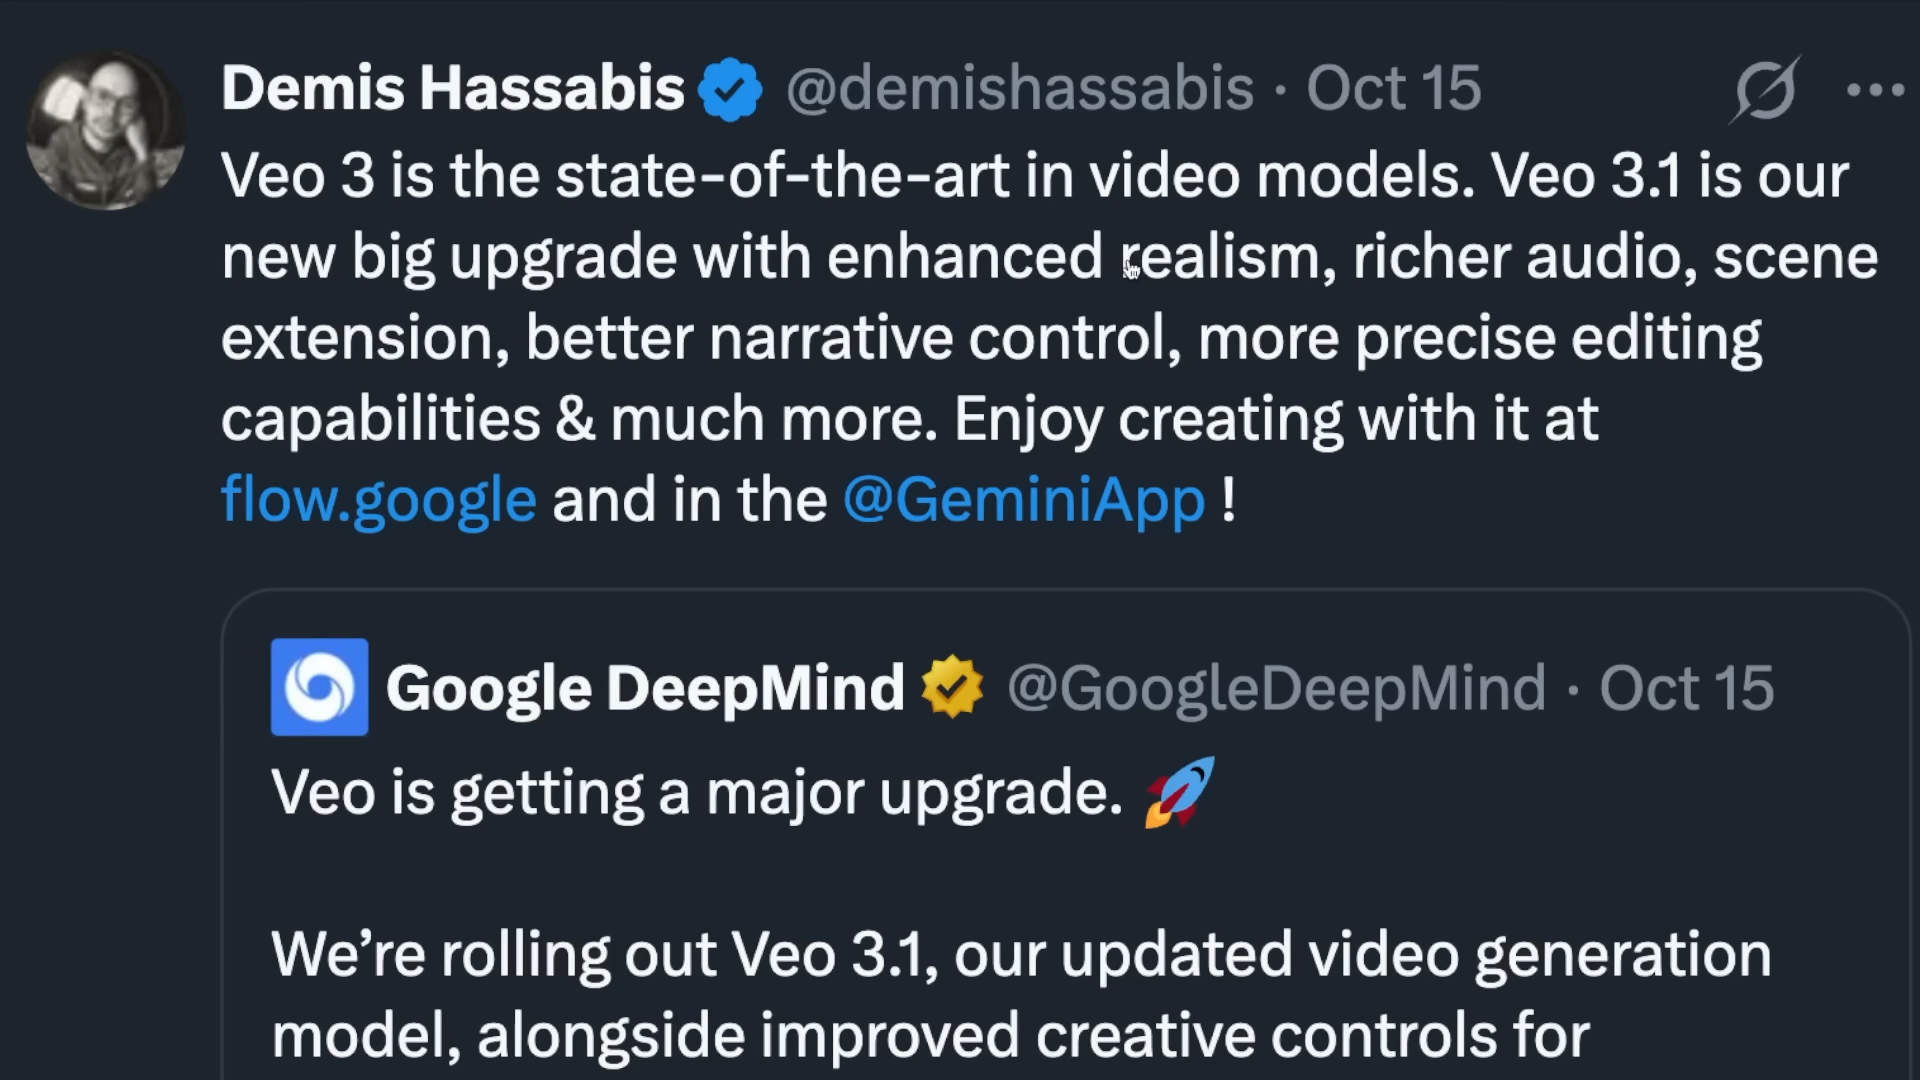 Demis Hassabis @demishassabis · Oct 15
Veo 3 is the state-of-the-art in video models. Veo 3.1 is our
new big upgrade with enhanced realism, richer audio, scene
extension, better narrative control, more precise editing
capabilities & much more. Enjoy creating with it at
flow.google and in the @GeminiApp !
Google DeepMind @GoogleDeepMind · Oct 15
Veo is getting a major upgrade. 🚀
We’re rolling out Veo 3.1, our updated video generation
model, alongside improved creative controls for